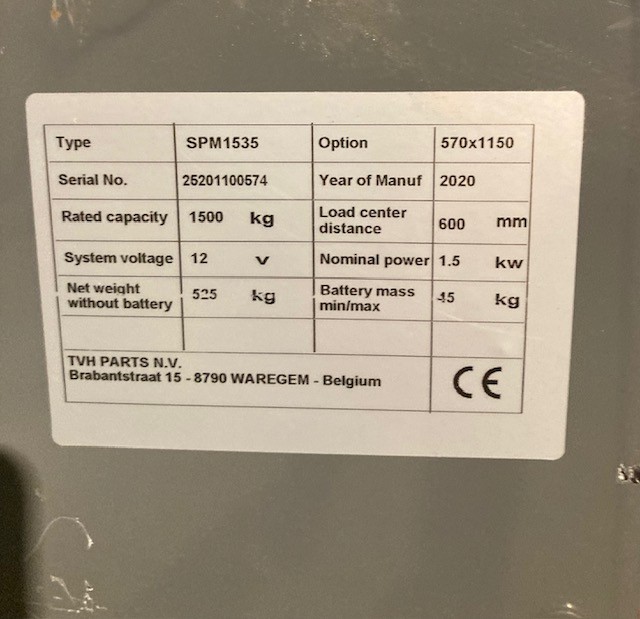 Type SPM1535 Option 570x1150
Serial No. 25201100574 Year of Manuf 2020
Rated capacity 1500 kg Load center distance 600 mm
System voltage 12 v Nominal power 1.5 kw
Net weight without battery 525 kg Battery mass min/max 45 kg
TVH PARTS N.V.
Brabantstraat 15 - 8790 WAREGEM - Belgium
CE